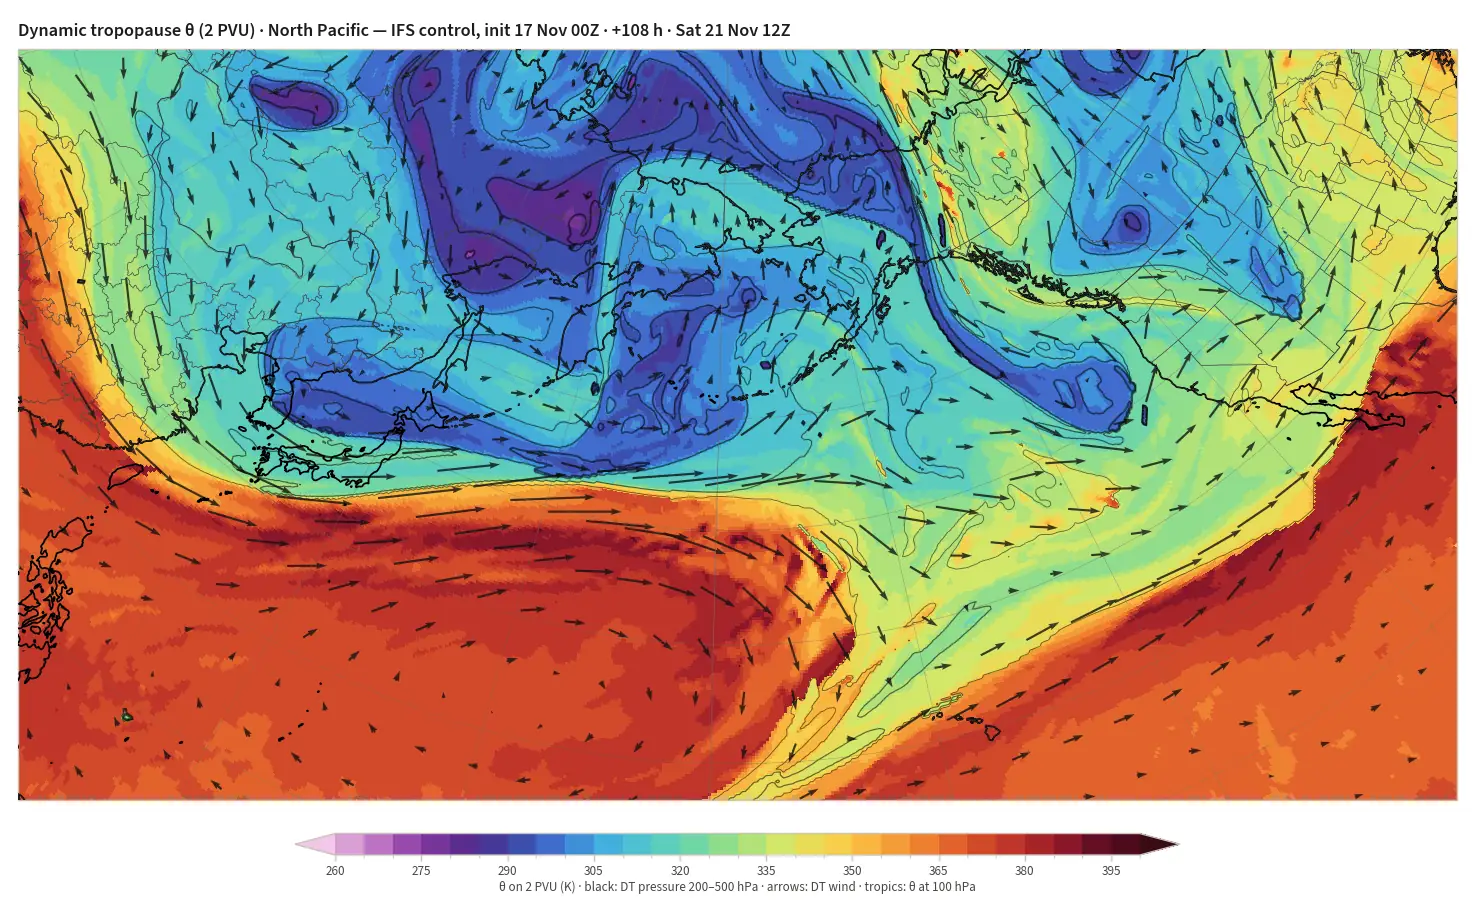 Dynamic tropopause θ (2 PVU) · North Pacific — IFS control, init 17 Nov 00Z · +108 h · Sat 21 Nov 12Z
260 275 290 305 320 335 350 365 380 395
θ on 2 PVU (K) · black: DT pressure 200–500 hPa · arrows: DT wind · tropics: θ at 100 hPa